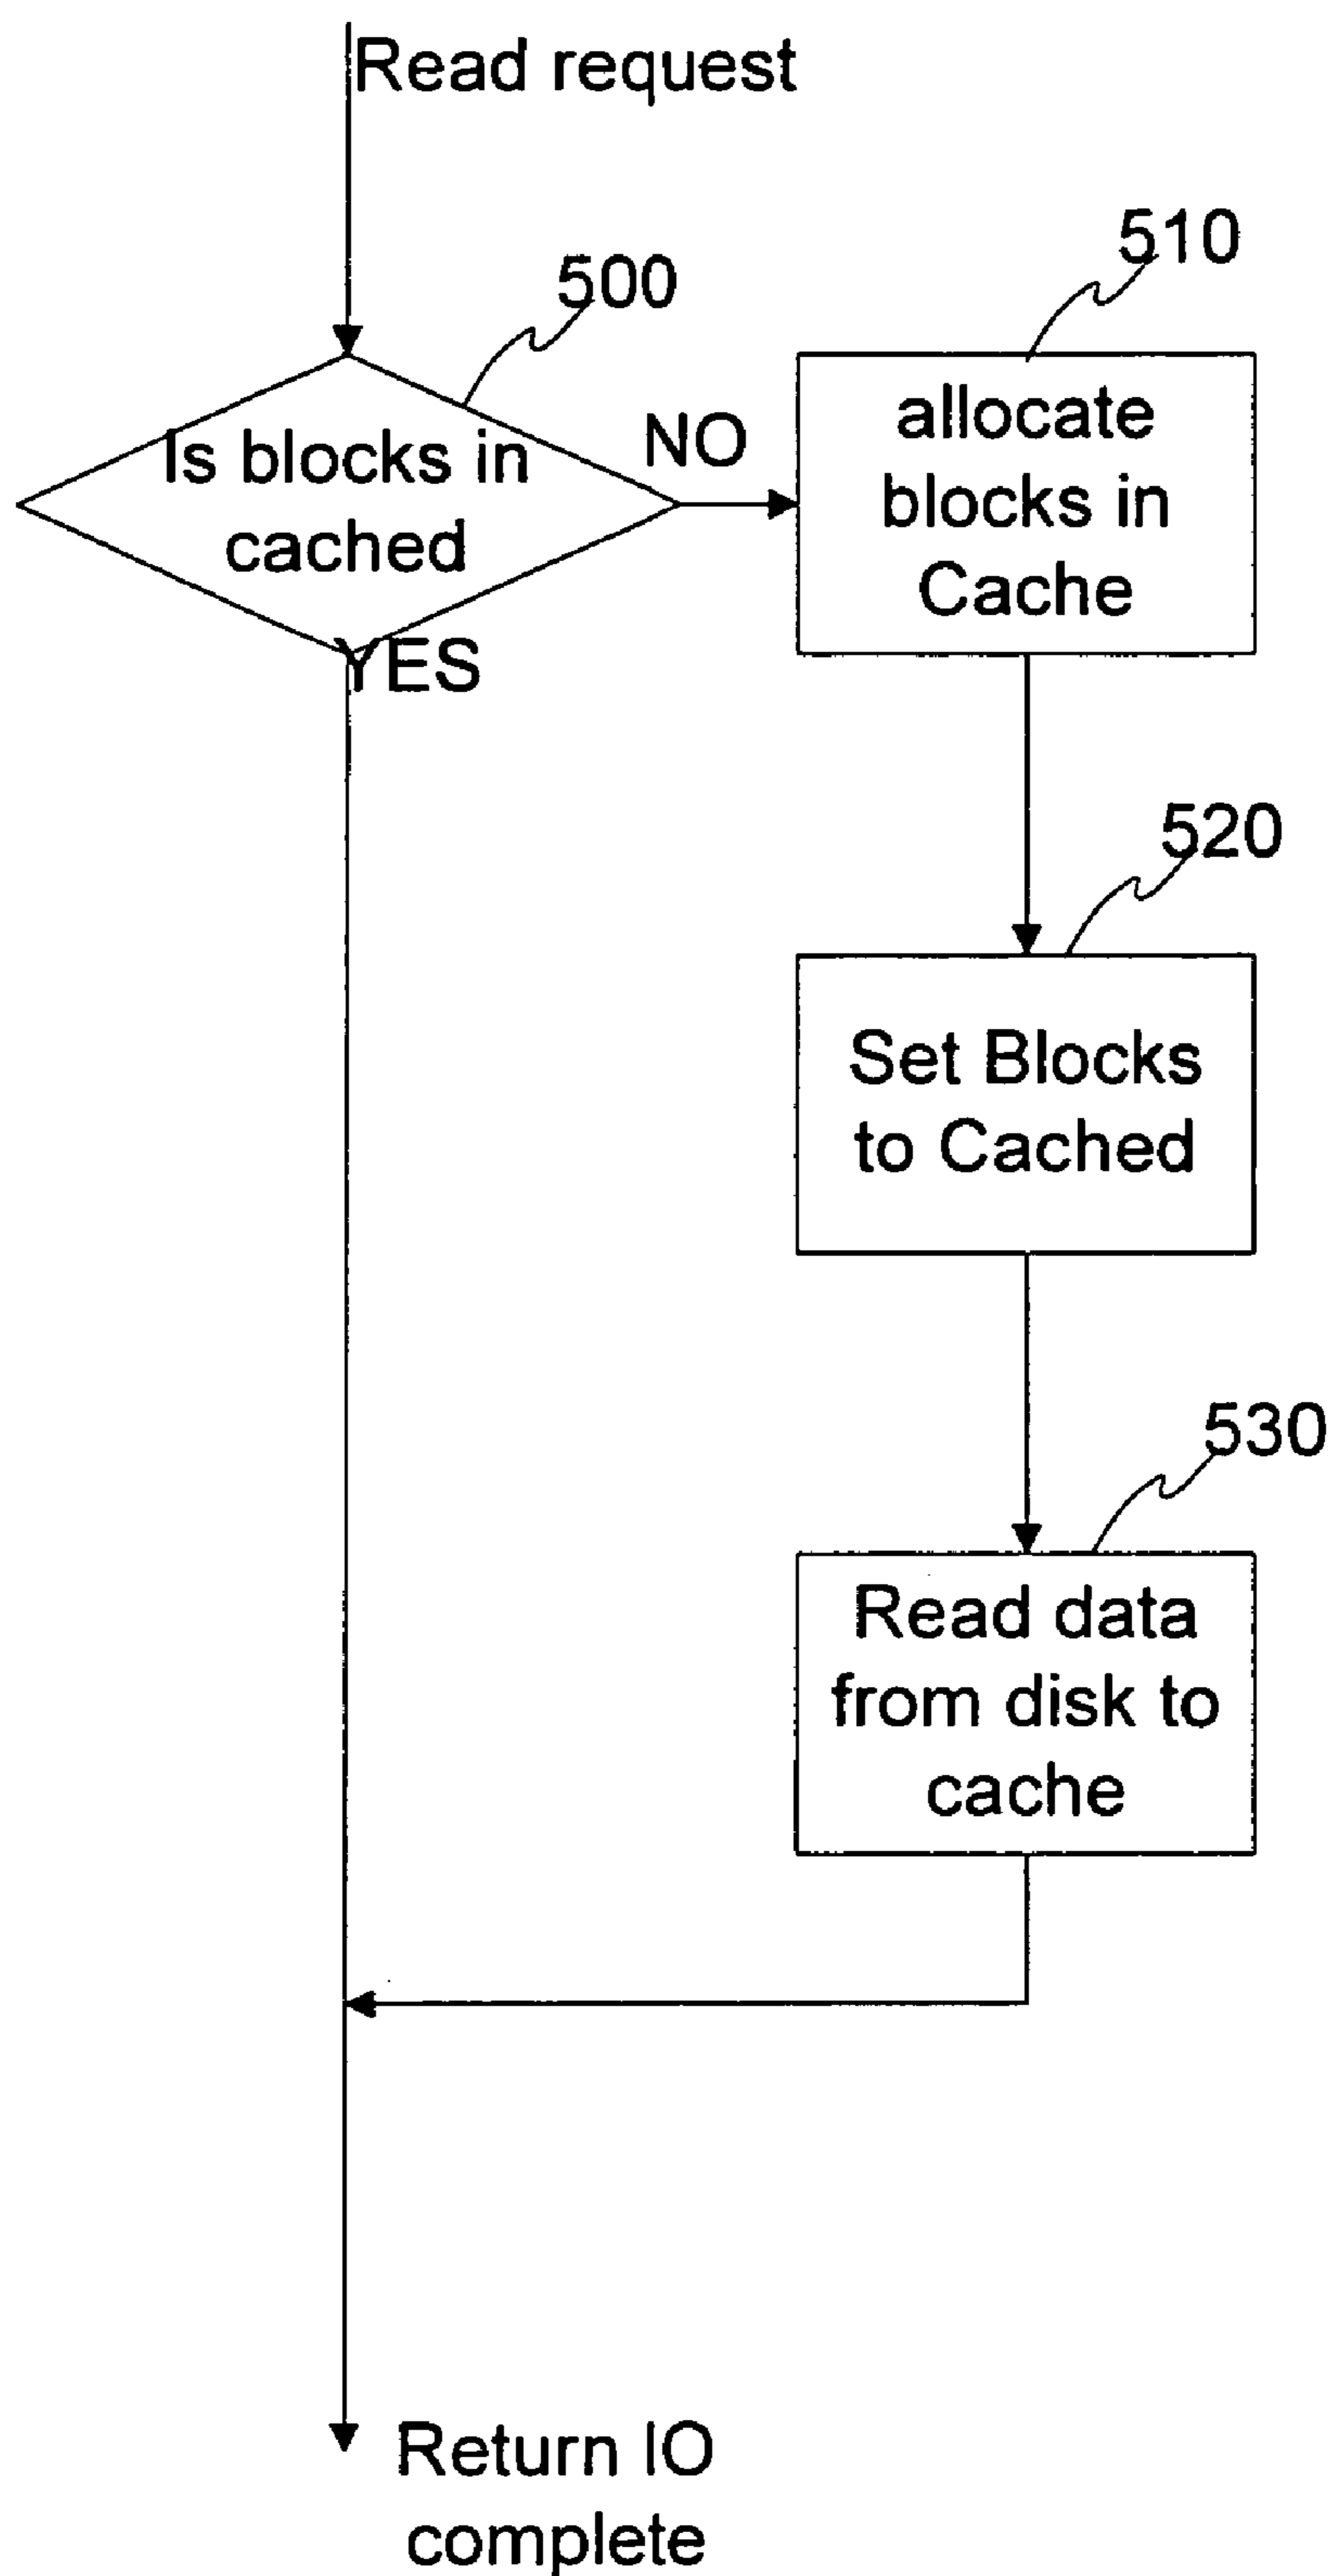 Read request
510
500
allocate
blocks in
Cache
NO
Is blocks in
cached
YES
520
Set Blocks
to Cached
530
Read data
from disk to
cache
Return IO
complete